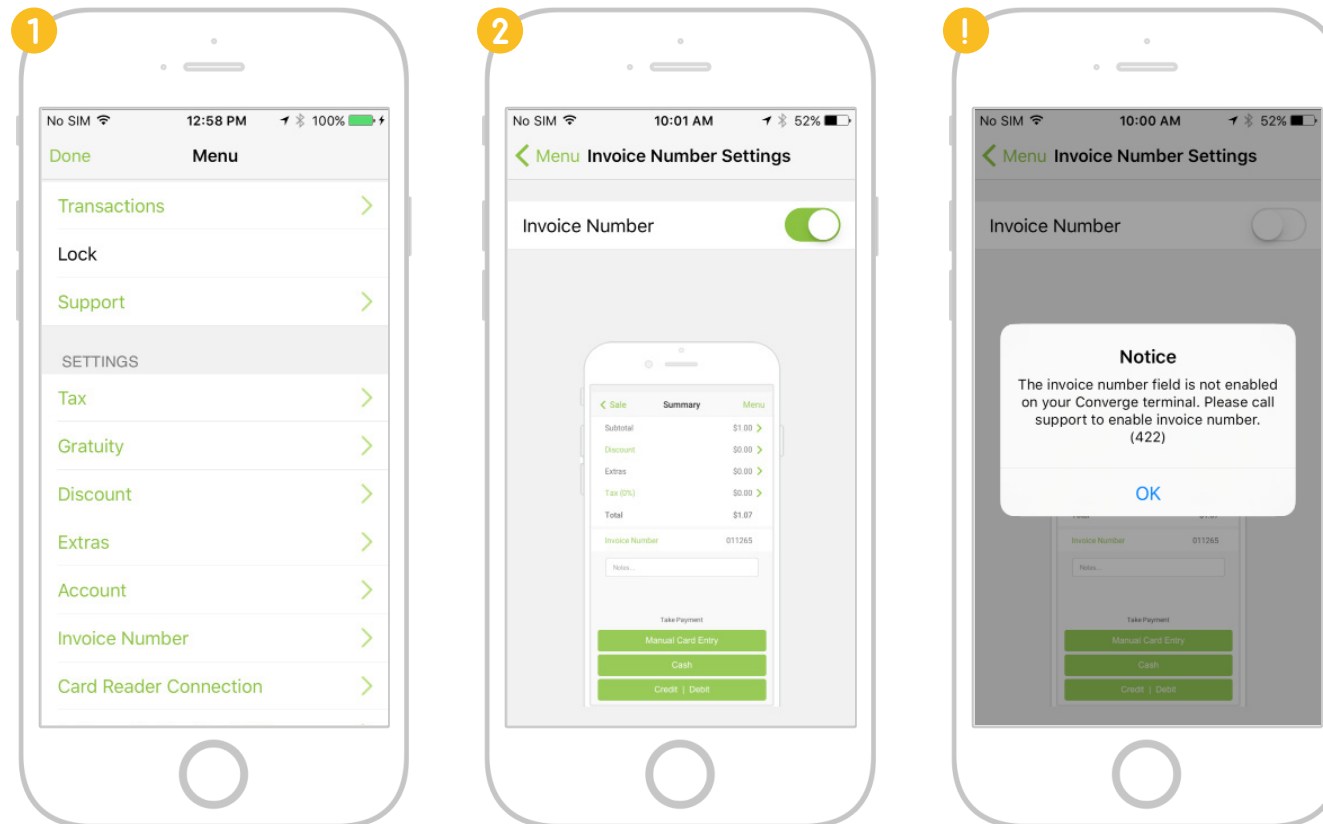 1
No SIM 12:58 PM 100%
Done Menu
Transactions
Lock
Support
SETTINGS
Tax
Gratuity
Discount
Extras
Account
Invoice Number
Card Reader Connection
2
No SIM 10:01 AM 52%
Menu Invoice Number Settings
Invoice Number
Sale Summary Menu
Subtotal $1.00
Discount $0.00
Extras $0.00
Tax (0%) $0.00
Total $1.07
Invoice Number 011265
Notes...
Take Payment
Manual Card Entry
Cash
Credit | Debit
!
No SIM 10:00 AM 52%
Menu Invoice Number Settings
Invoice Number
Notice
The invoice number field is not enabled
on your Converge terminal. Please call
support to enable invoice number.
(422)
OK
Invoice Number 011265
Notes...
Take Payment
Manual Card Entry
Cash
Credit | Debit